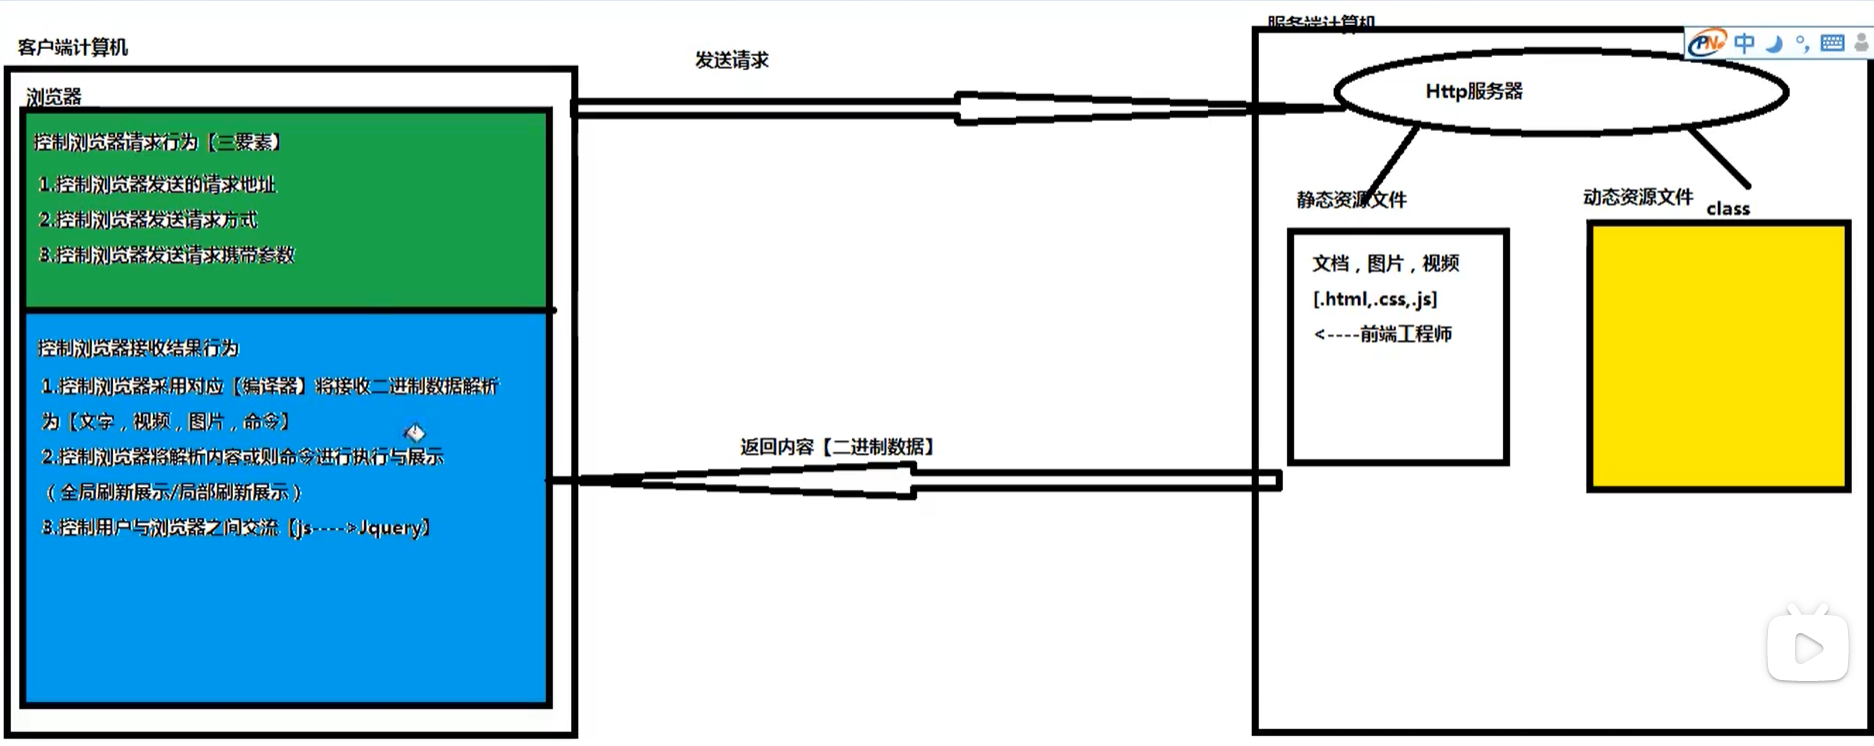 客户端计算机
浏览器
控制浏览器请求行为【三要素】
1.控制浏览器发送的请求地址
2.控制浏览器发送请求方式
3.控制浏览器发送请求携带参数
控制浏览器接收结果行为
1.控制浏览器采用对应【编译器】将接收二进制数据解析
为【文字，视频，图片，命令】
2.控制浏览器将解析内容或则命令进行执行与展示
（全局刷新展示/局部刷新展示）
3.控制用户与浏览器之间交流【js---->Jquery】
发送请求
返回内容【二进制数据】
服务端计算机
中
Http服务器
静态资源文件
文档，图片，视频
[.html,.css,.js]
<----前端工程师
动态资源文件
class